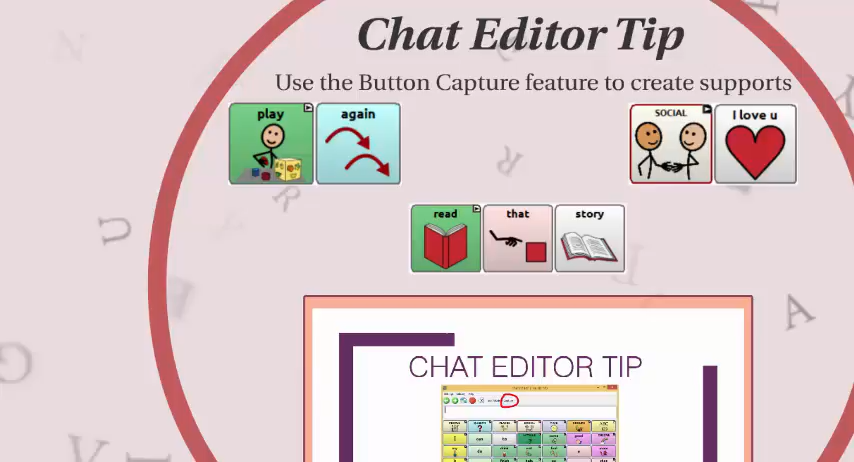 Chat Editor Tip
Use the Button Capture feature to create supports
play again
SOCIAL I love u
read that story
CHAT EDITOR TIP